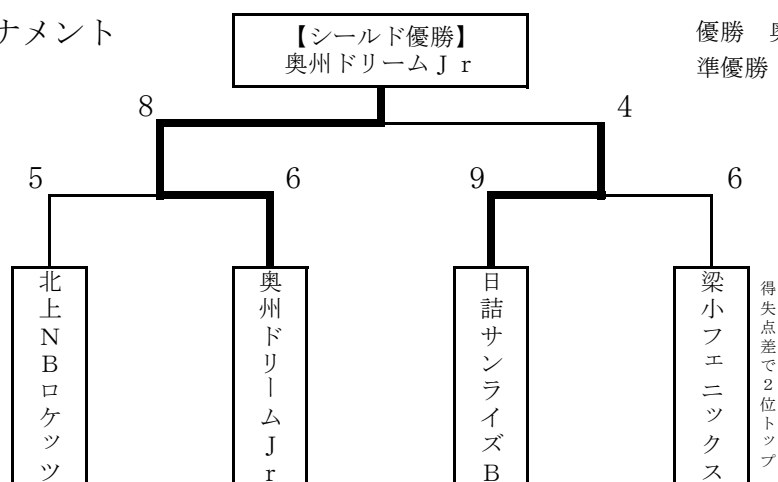 ナメント
【シールド優勝】
奥州ドリームJr
優勝　奥
準優勝
8
4
5
6
9
6
北上NBロケッツ
奥州ドリームJr
日詰サンライズB
梁小フェニックス
得失点差で2位トップ